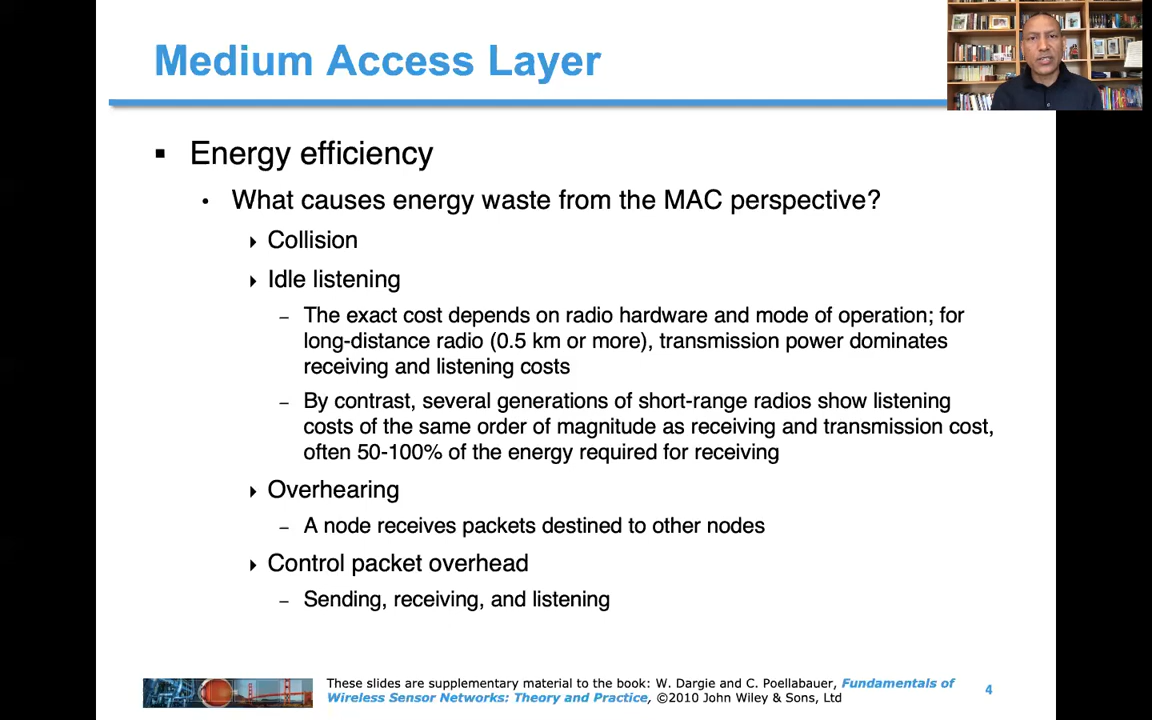 Medium Access Layer
Energy efficiency
What causes energy waste from the MAC perspective?
Collision
Idle listening
– The exact cost depends on radio hardware and mode of operation; for
long-distance radio (0.5 km or more), transmission power dominates
receiving and listening costs
– By contrast, several generations of short-range radios show listening
costs of the same order of magnitude as receiving and transmission cost,
often 50-100% of the energy required for receiving
Overhearing
– A node receives packets destined to other nodes
Control packet overhead
– Sending, receiving, and listening
These slides are supplementary material to the book: W. Dargie and C. Poellabauer, Fundamentals of
Wireless Sensor Networks: Theory and Practice, ©2010 John Wiley & Sons, Ltd
4